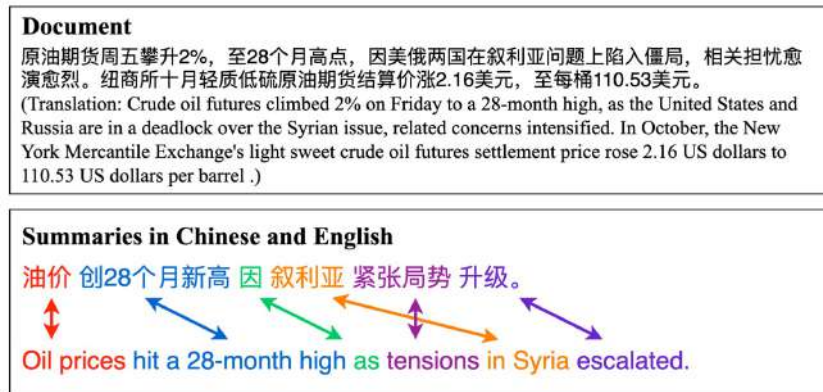 Document
原油期货周五攀升2%，至28个月高点，因美俄两国在叙利亚问题上陷入僵局，相关担忧愈
演愈烈。纽商所十月轻质低硫原油期货结算价涨2.16美元，至每桶110.53美元。
(Translation: Crude oil futures climbed 2% on Friday to a 28-month high, as the United States and
Russia are in a deadlock over the Syrian issue, related concerns intensified. In October, the New
York Mercantile Exchange's light sweet crude oil futures settlement price rose 2.16 US dollars to
110.53 US dollars per barrel .)
Summaries in Chinese and English
油价 创28个月新高 因 叙利亚 紧张局势 升级。
Oil prices hit a 28-month high as tensions in Syria escalated.